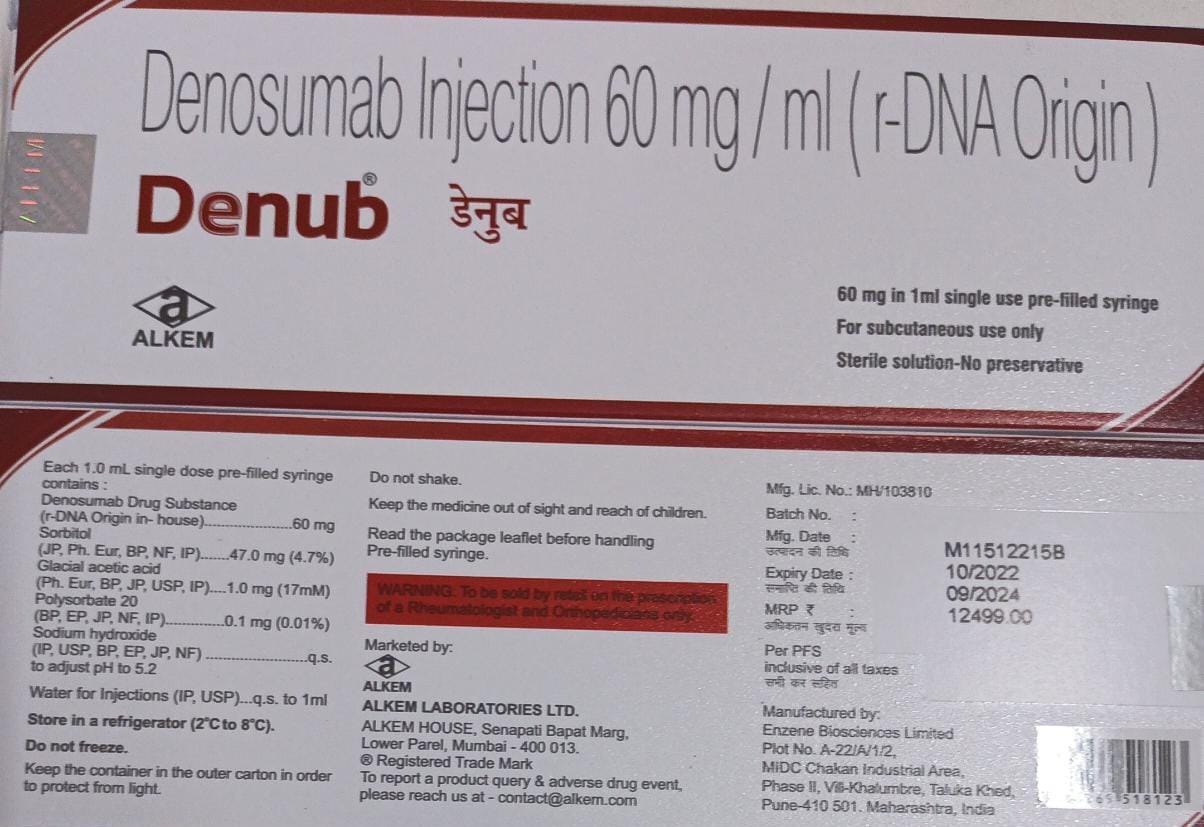 Denosumab Injection 60 mg / ml ( r-DNA Origin )
Denub® डेनुब
ALKEM
60 mg in 1ml single use pre-filled syringe
For subcutaneous use only
Sterile solution-No preservative
Each 1.0 mL single dose pre-filled syringe
contains :
Denosumab Drug Substance
(r-DNA Origin in- house)......................60 mg
Sorbitol
(JP, Ph. Eur, BP, NF, IP).......47.0 mg (4.7%)
Glacial acetic acid
(Ph. Eur, BP, JP, USP, IP)....1.0 mg (17mM)
Polysorbate 20
(BP, EP, JP, NF, IP)..............0.1 mg (0.01%)
Sodium hydroxide
(IP, USP, BP, EP, JP, NF) ........................q.s.
to adjust pH to 5.2
Water for Injections (IP, USP)...q.s. to 1ml
Store in a refrigerator (2°C to 8°C).
Do not freeze.
Keep the container in the outer carton in order
to protect from light.
Do not shake.
Keep the medicine out of sight and reach of children.
Read the package leaflet before handling
Pre-filled syringe.
WARNING: To be sold by retail on the prescription
of a Rheumatologist and Orthopedicians only.
Marketed by:
a
ALKEM
ALKEM LABORATORIES LTD.
ALKEM HOUSE, Senapati Bapat Marg,
Lower Parel, Mumbai - 400 013.
® Registered Trade Mark
To report a product query & adverse drug event,
please reach us at - contact@alkem.com
Mfg. Lic. No.: MH/103810
Batch No. : M11512215B
Mfg. Date : 10/2022
उत्पादन की तिथि
Expiry Date : 09/2024
समाप्ति की तिथि
MRP ₹ : 12499.00
अधिकतम खुदरा मूल्य
Per PFS
inclusive of all taxes
सभी कर सहित
Manufactured by:
Enzene Biosciences Limited
Plot No. A-22/A/1/2,
MIDC Chakan Industrial Area,
Phase II, Vill-Khalumbre, Taluka Khed,
Pune-410 501. Maharashtra, India
518123